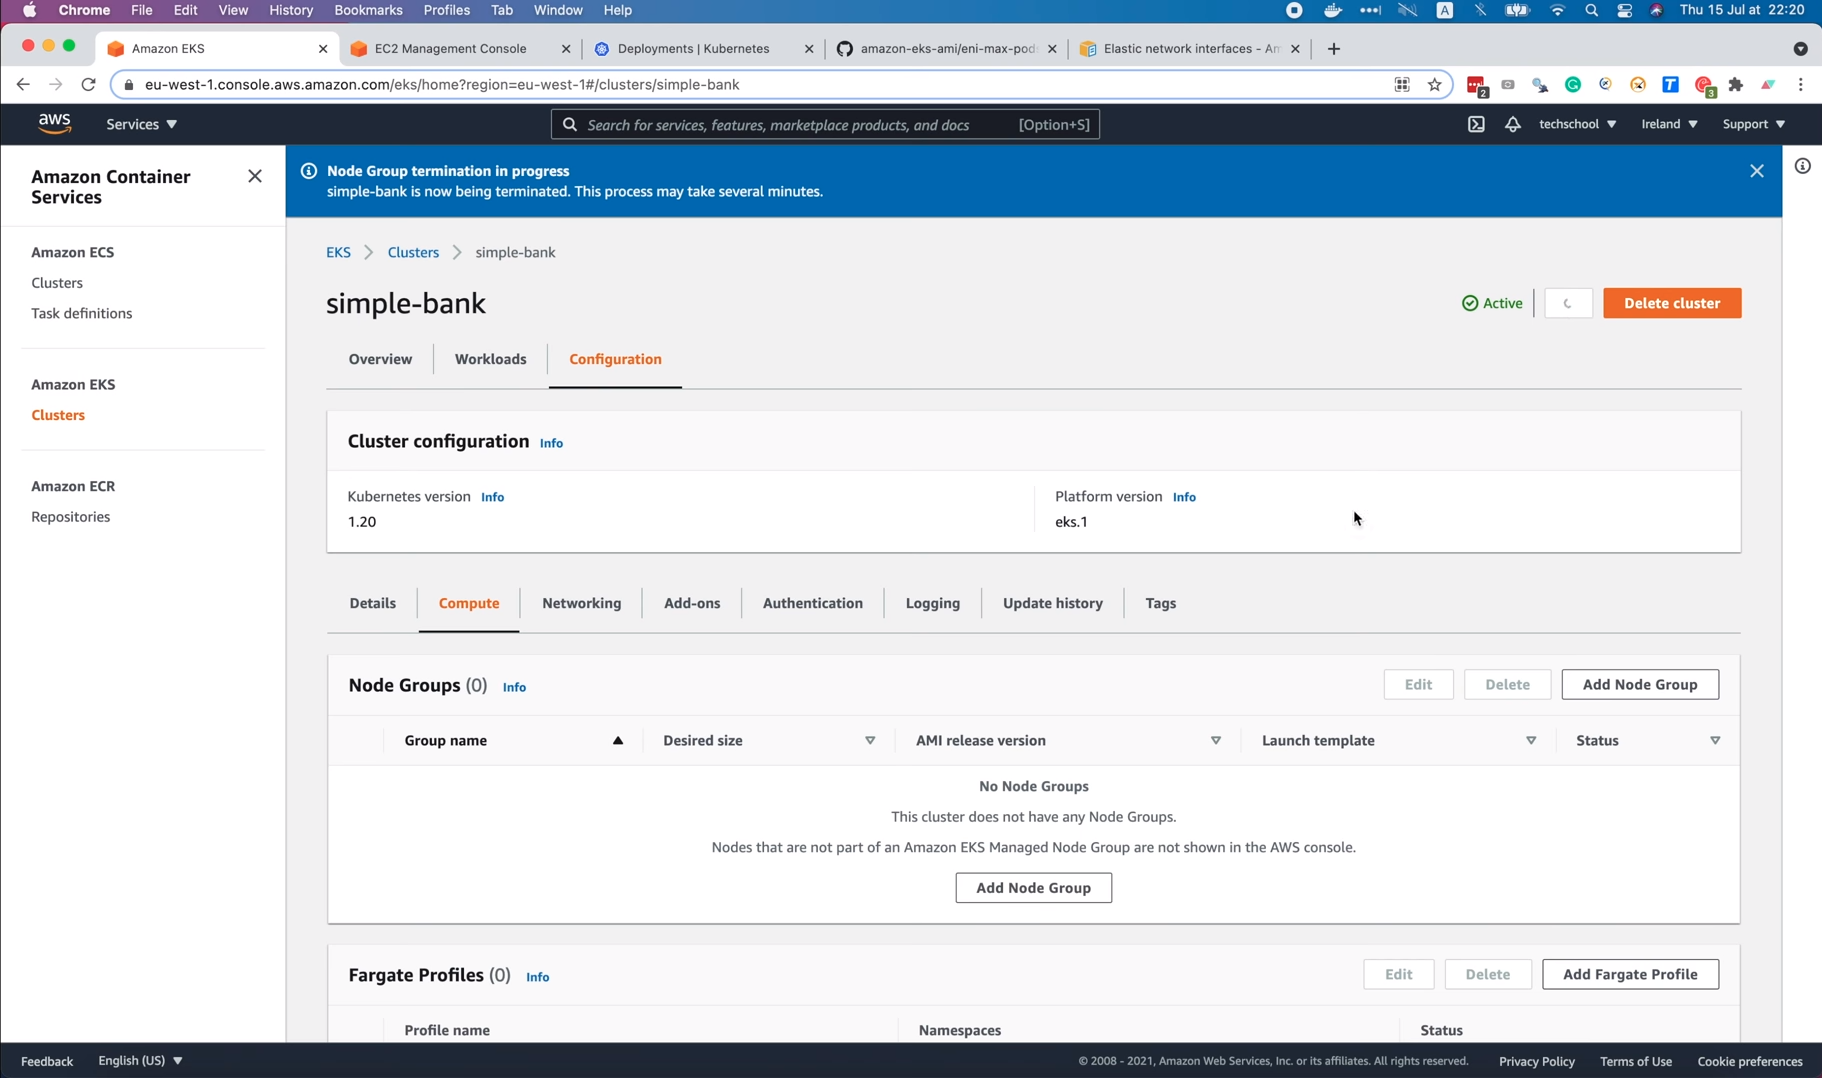 Chrome File Edit View History Bookmarks Profiles Tab Window Help A Thu 15 Jul at 22:20
Amazon EKS EC2 Management Console Deployments | Kubernetes amazon-eks-ami/eni-max-pod Elastic network interfaces - Am
eu-west-1.console.aws.amazon.com/eks/home?region=eu-west-1#/clusters/simple-bank 2 T 3
aws Services Search for services, features, marketplace products, and docs [Option+S] techschool Ireland Support
Amazon Container
Services
Node Group termination in progress
simple-bank is now being terminated. This process may take several minutes.
Amazon ECS
Clusters
Task definitions
Amazon EKS
Clusters
Amazon ECR
Repositories
EKS Clusters simple-bank
simple-bank Active Delete cluster
Overview Workloads Configuration
Cluster configuration Info
Kubernetes version Info Platform version Info
1.20 eks.1
Details Compute Networking Add-ons Authentication Logging Update history Tags
Node Groups (0) Info Edit Delete Add Node Group
Group name Desired size AMI release version Launch template Status
No Node Groups
This cluster does not have any Node Groups.
Nodes that are not part of an Amazon EKS Managed Node Group are not shown in the AWS console.
Add Node Group
Fargate Profiles (0) Info Edit Delete Add Fargate Profile
Profile name Namespaces Status
Feedback English (US) © 2008 - 2021, Amazon Web Services, Inc. or its affiliates. All rights reserved. Privacy Policy Terms of Use Cookie preferences